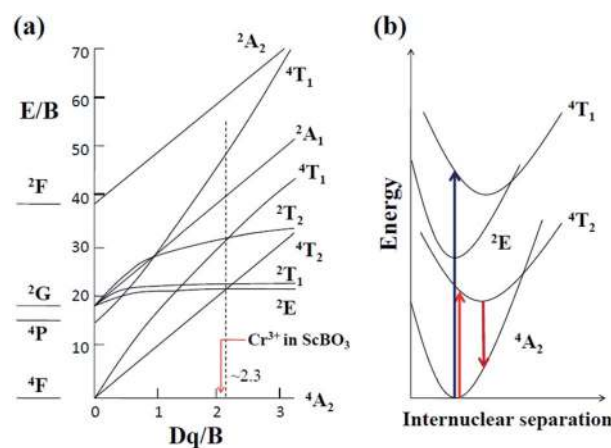 (a)
²A₂
⁴T₁
70
60
50
40
30
20
10
0
E/B
²F
²G
⁴P
⁴F
²A₁
⁴T₁
²T₂
⁴T₂
²T₁
²E
Cr³⁺ in ScBO₃
~2.3
⁴A₂
0 1 2 3
Dq/B
(b)
⁴T₁
⁴T₂
²E
⁴A₂
Energy
Internuclear separation